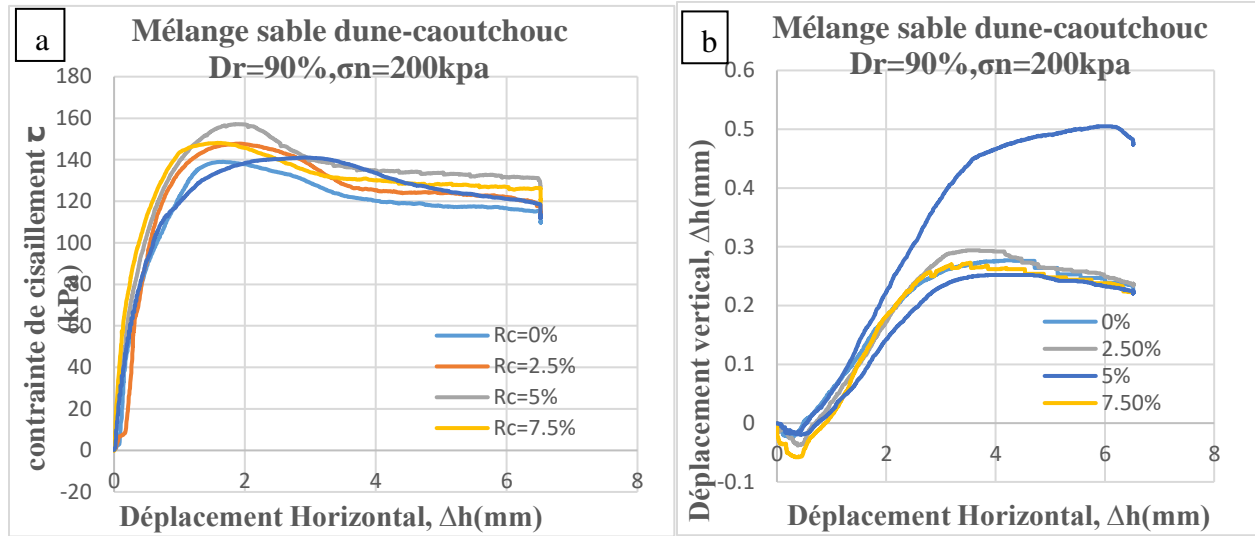 a
Mélange sable dune-caoutchouc
Dr=90%,σn=200kpa
contrainte de cisaillement τ
(kPa)
180
160
140
120
100
80
60
40
20
0
-20
0
2
4
6
8
Rc=0%
Rc=2.5%
Rc=5%
Rc=7.5%
Déplacement Horizontal, Δh(mm)
b
Mélange sable dune-caoutchouc
Dr=90%,σn=200kpa
Déplacement vertical, Δh(mm)
0.6
0.5
0.4
0.3
0.2
0.1
0
-0.1
0
2
4
6
8
0%
2.50%
5%
7.50%
Déplacement Horizontal, Δh(mm)